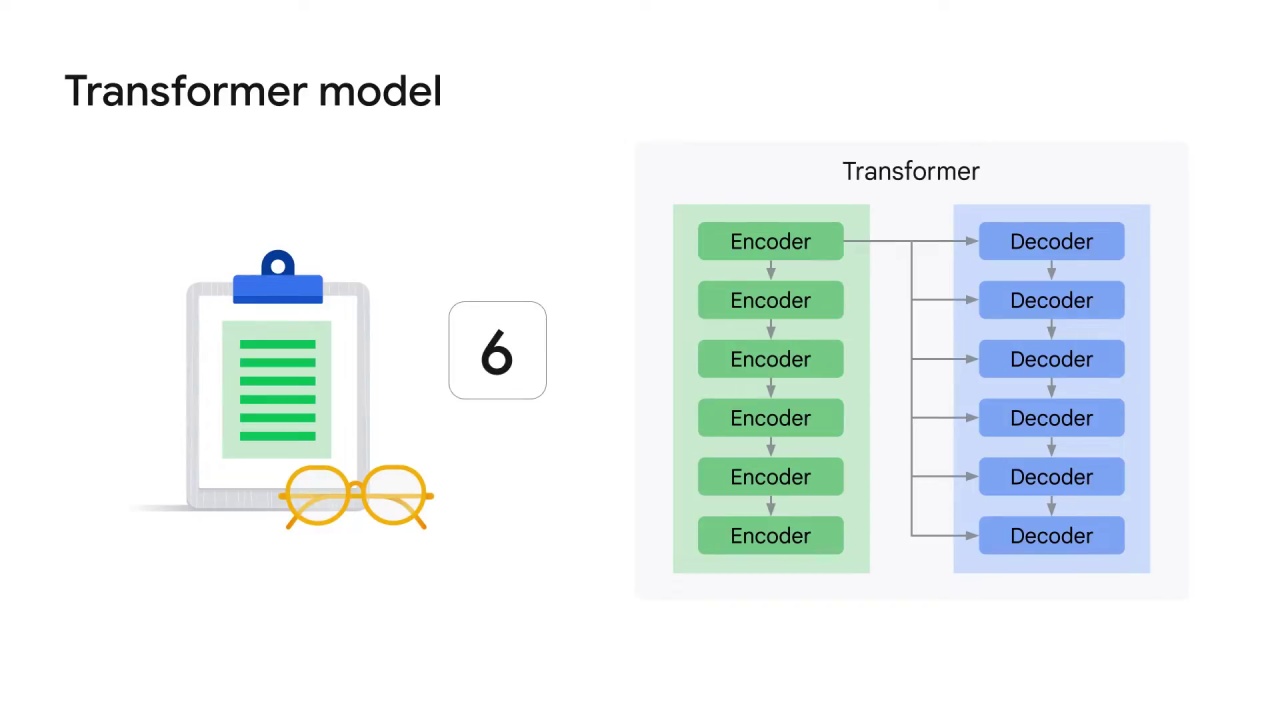 Transformer model
6
Transformer
Encoder
Encoder
Encoder
Encoder
Encoder
Encoder
Decoder
Decoder
Decoder
Decoder
Decoder
Decoder